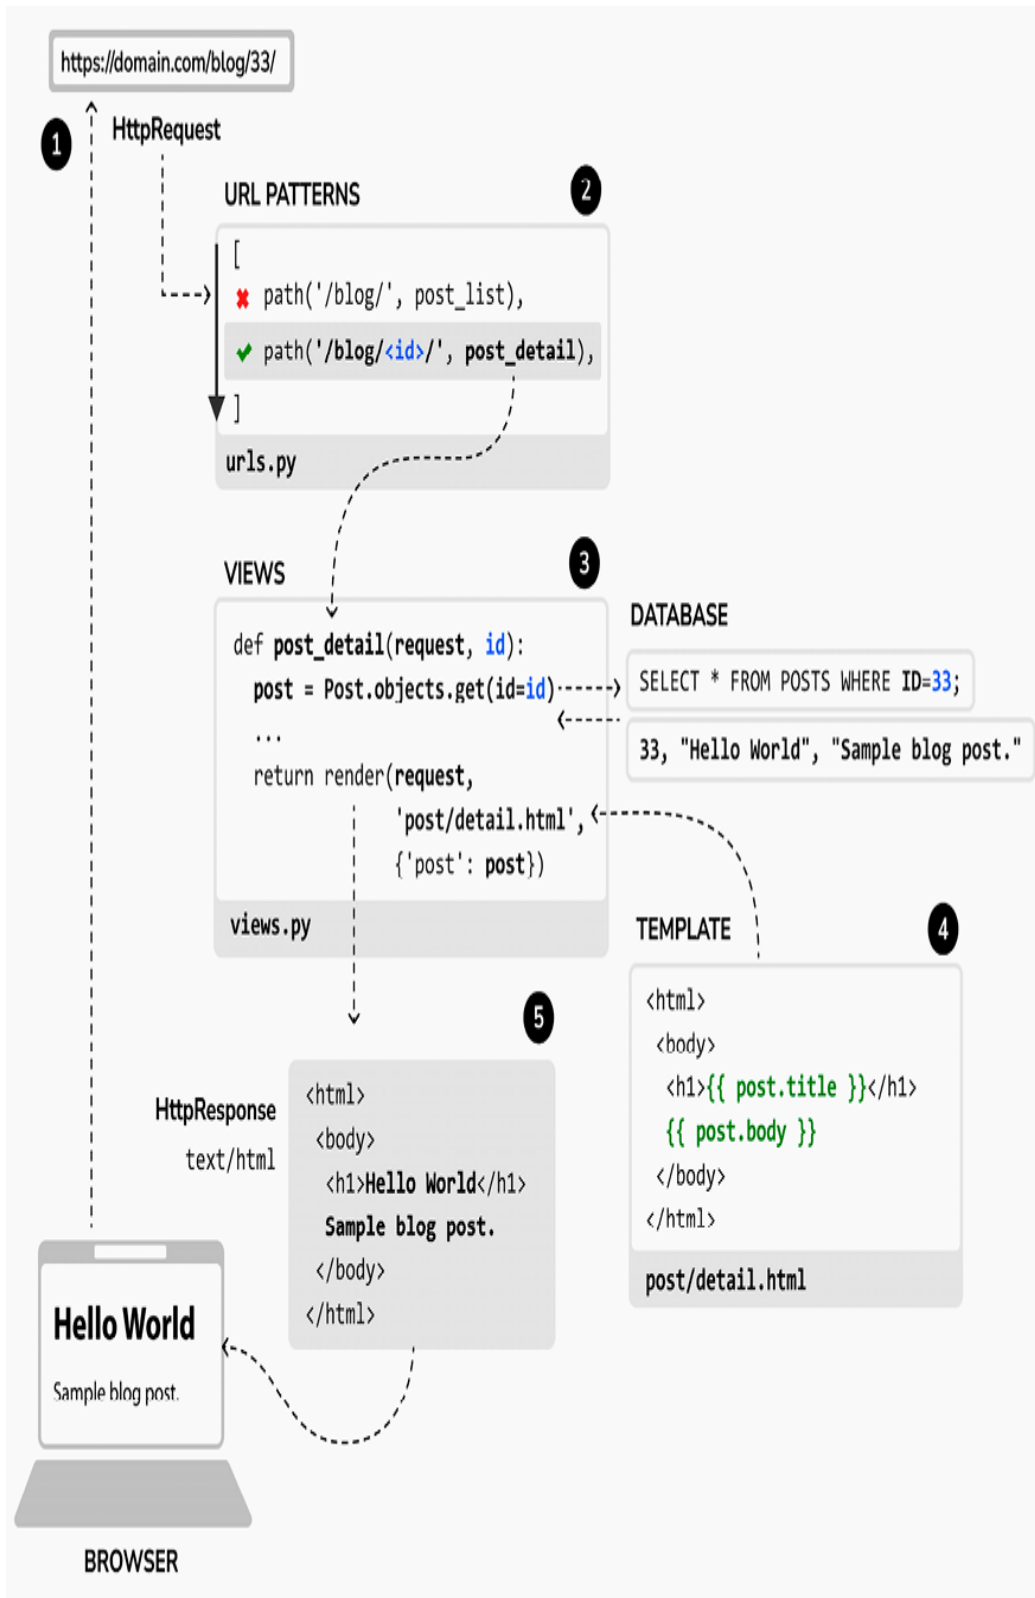 https://domain.com/blog/33/
1
HttpRequest
URL PATTERNS
2
[
path('/blog/', post_list),
path('/blog/<id>/', post_detail),
]
urls.py
VIEWS
3
def post_detail(request, id):
post = Post.objects.get(id=id)
...
return render(request,
'post/detail.html',
{'post': post})
views.py
DATABASE
SELECT * FROM POSTS WHERE ID=33;
33, "Hello World", "Sample blog post."
TEMPLATE
4
<html>
<body>
<h1>{{ post.title }}</h1>
{{ post.body }}
</body>
</html>
post/detail.html
5
HttpResponse
text/html
<html>
<body>
<h1>Hello World</h1>
Sample blog post.
</body>
</html>
Hello World
Sample blog post.
BROWSER